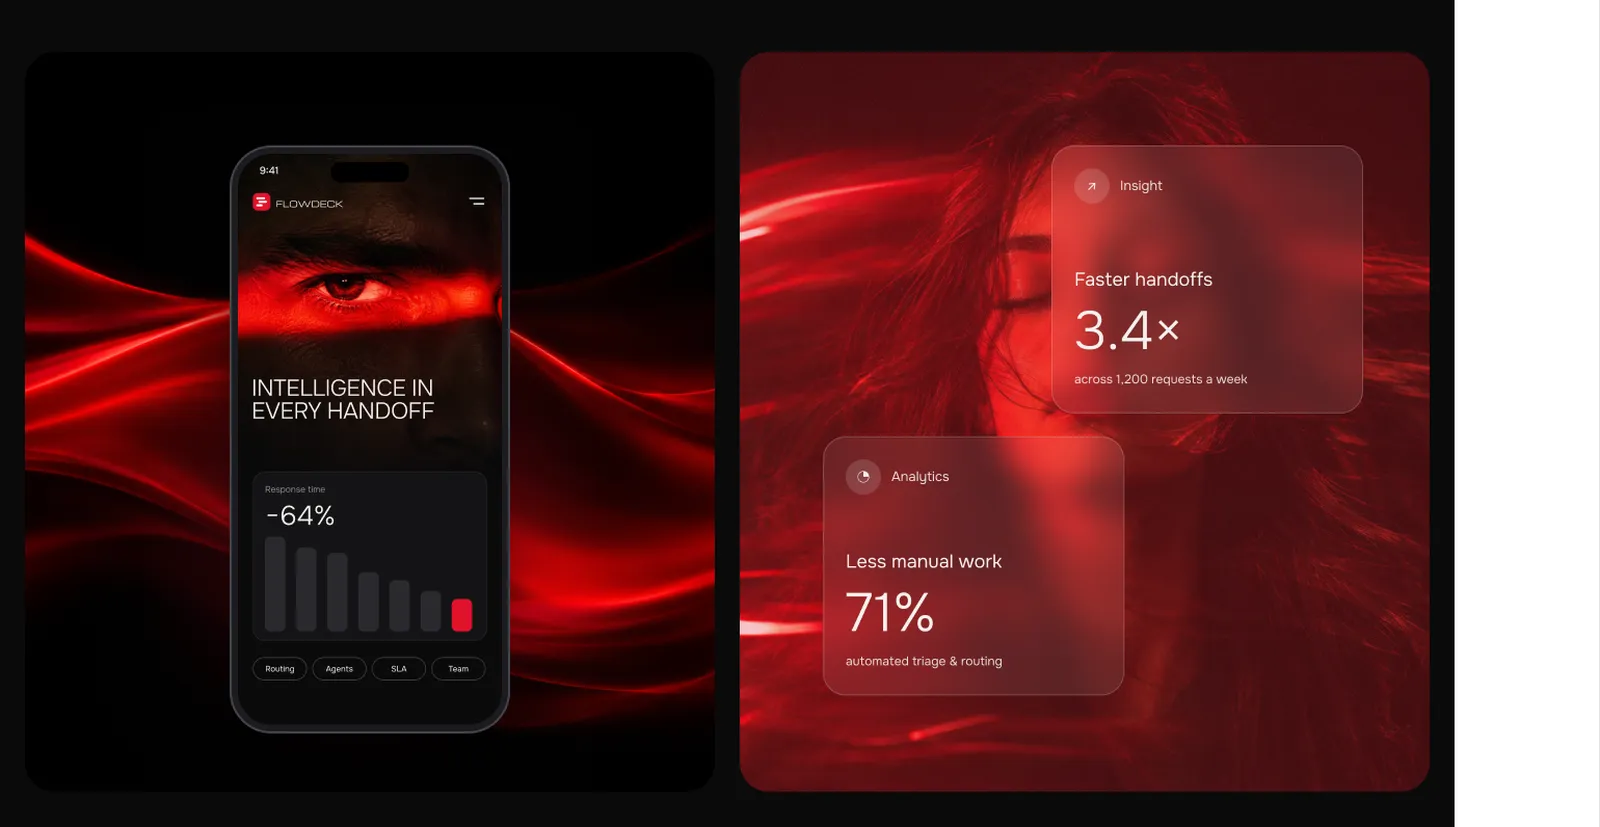 9:41
FLOWDECK
INTELLIGENCE IN
EVERY HANDOFF
Response time
-64%
Routing
Agents
SLA
Team
Insight
Faster handoffs
3.4×
across 1,200 requests a week
Analytics
Less manual work
71%
automated triage & routing